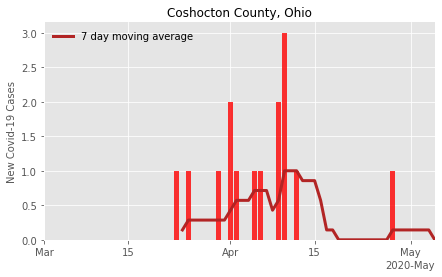 Coshocton County, Ohio
7 day moving average
New Covid-19 Cases
3.0
2.5
2.0
1.5
1.0
0.5
0.0
Mar 15 Apr 15 May
2020-May